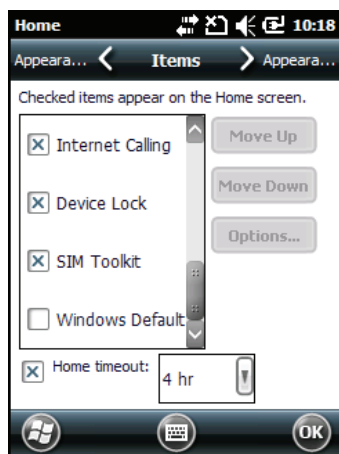 Home 10:18
Appeara... Items Appeara...
Checked items appear on the Home screen.
Internet Calling
Move Up
Device Lock
Move Down
Options...
SIM Toolkit
Windows Default
Home timeout: 4 hr
OK